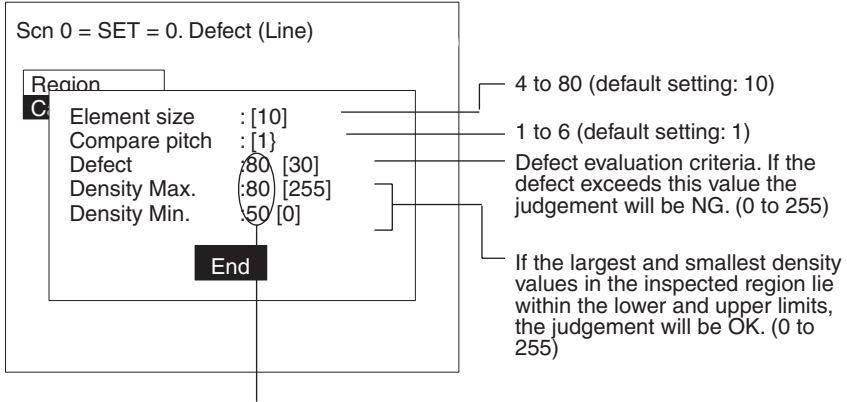 Scn 0 = SET = 0. Defect (Line)
Region
Element size : [10]
Compare pitch : [1}
Defect :80 [30]
Density Max. :80 [255]
Density Min. :50 [0]
End
4 to 80 (default setting: 10)
1 to 6 (default setting: 1)
Defect evaluation criteria. If the
defect exceeds this value the
judgement will be NG. (0 to 255)
If the largest and smallest density
values in the inspected region lie
within the lower and upper limits,
the judgement will be OK. (0 to
255)